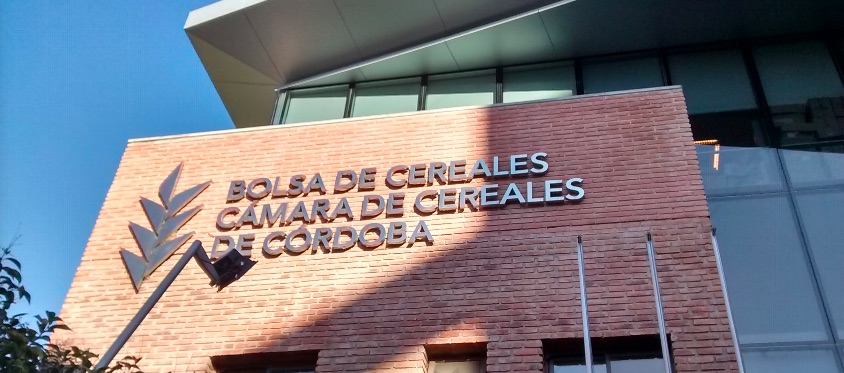 BOLSA DE CEREALES
CÁMARA DE CEREALES
DE CÓRDOBA